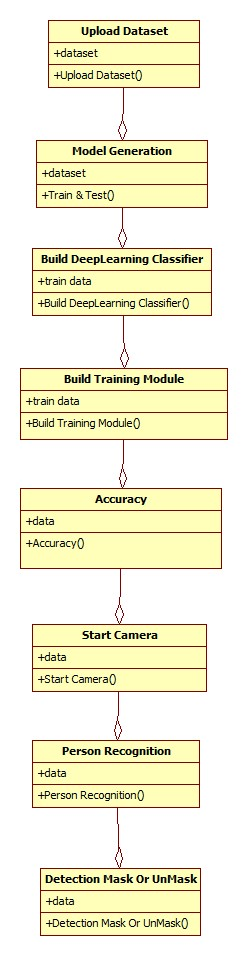 Upload Dataset
+dataset
+Upload Dataset()
Model Generation
+dataset
+Train & Test()
Build DeepLearning Classifier
+train data
+Build DeepLearning Classifier()
Build Training Module
+train data
+Build Training Module()
Accuracy
+data
+Accuracy()
Start Camera
+data
+Start Camera()
Person Recognition
+data
+Person Recognition()
Detection Mask Or UnMask
+data
+Detection Mask Or UnMask()